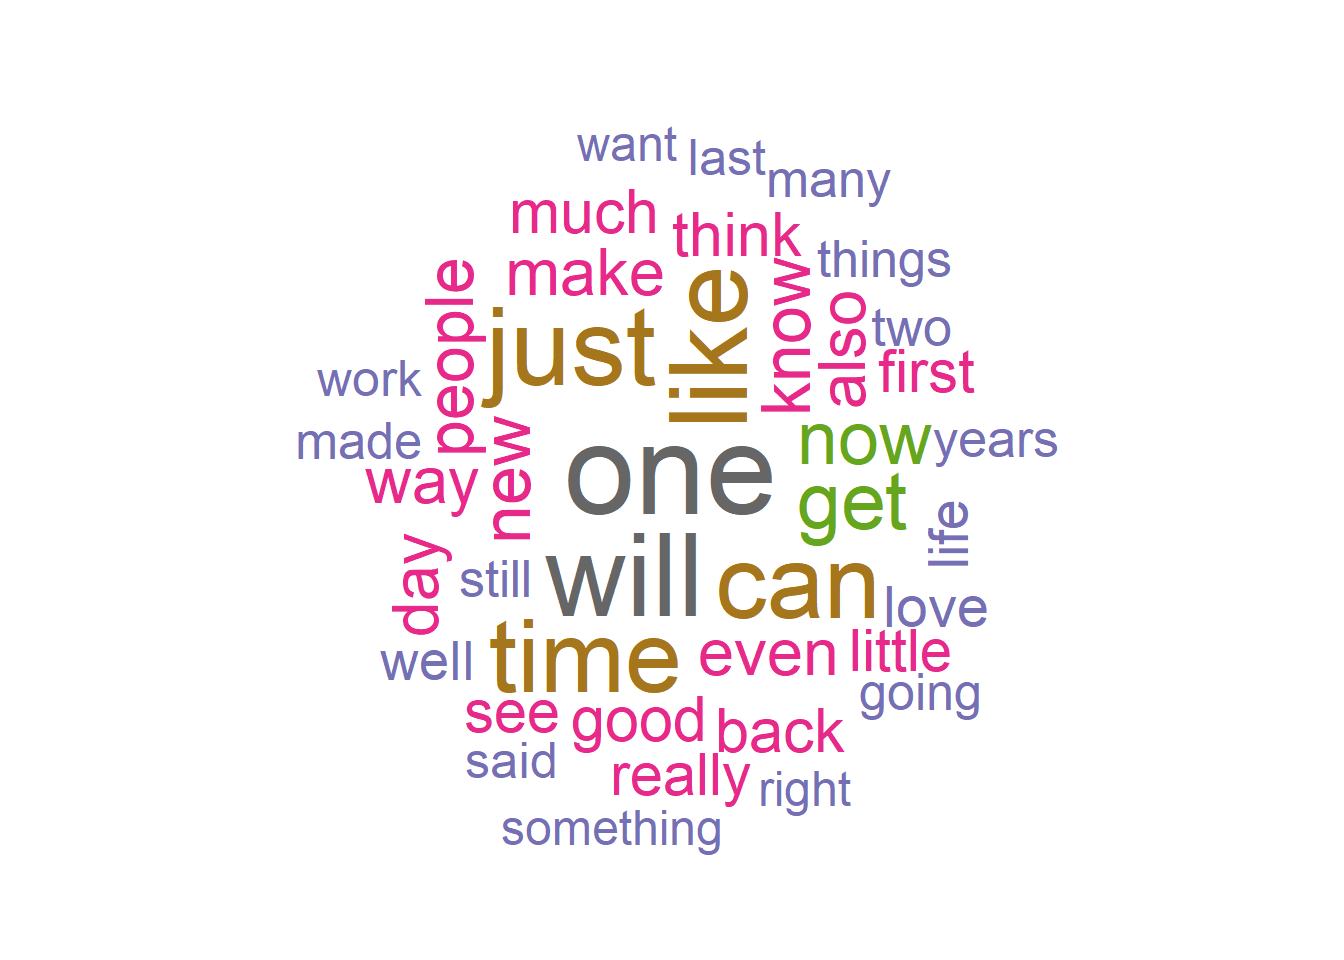 want
last
many
much
think
make
things
people
just
like
know
also
two
work
first
made
one
now
years
way
new
get
life
day
still
will
can
love
well
time
even
little
going
see
good
back
said
really
right
something